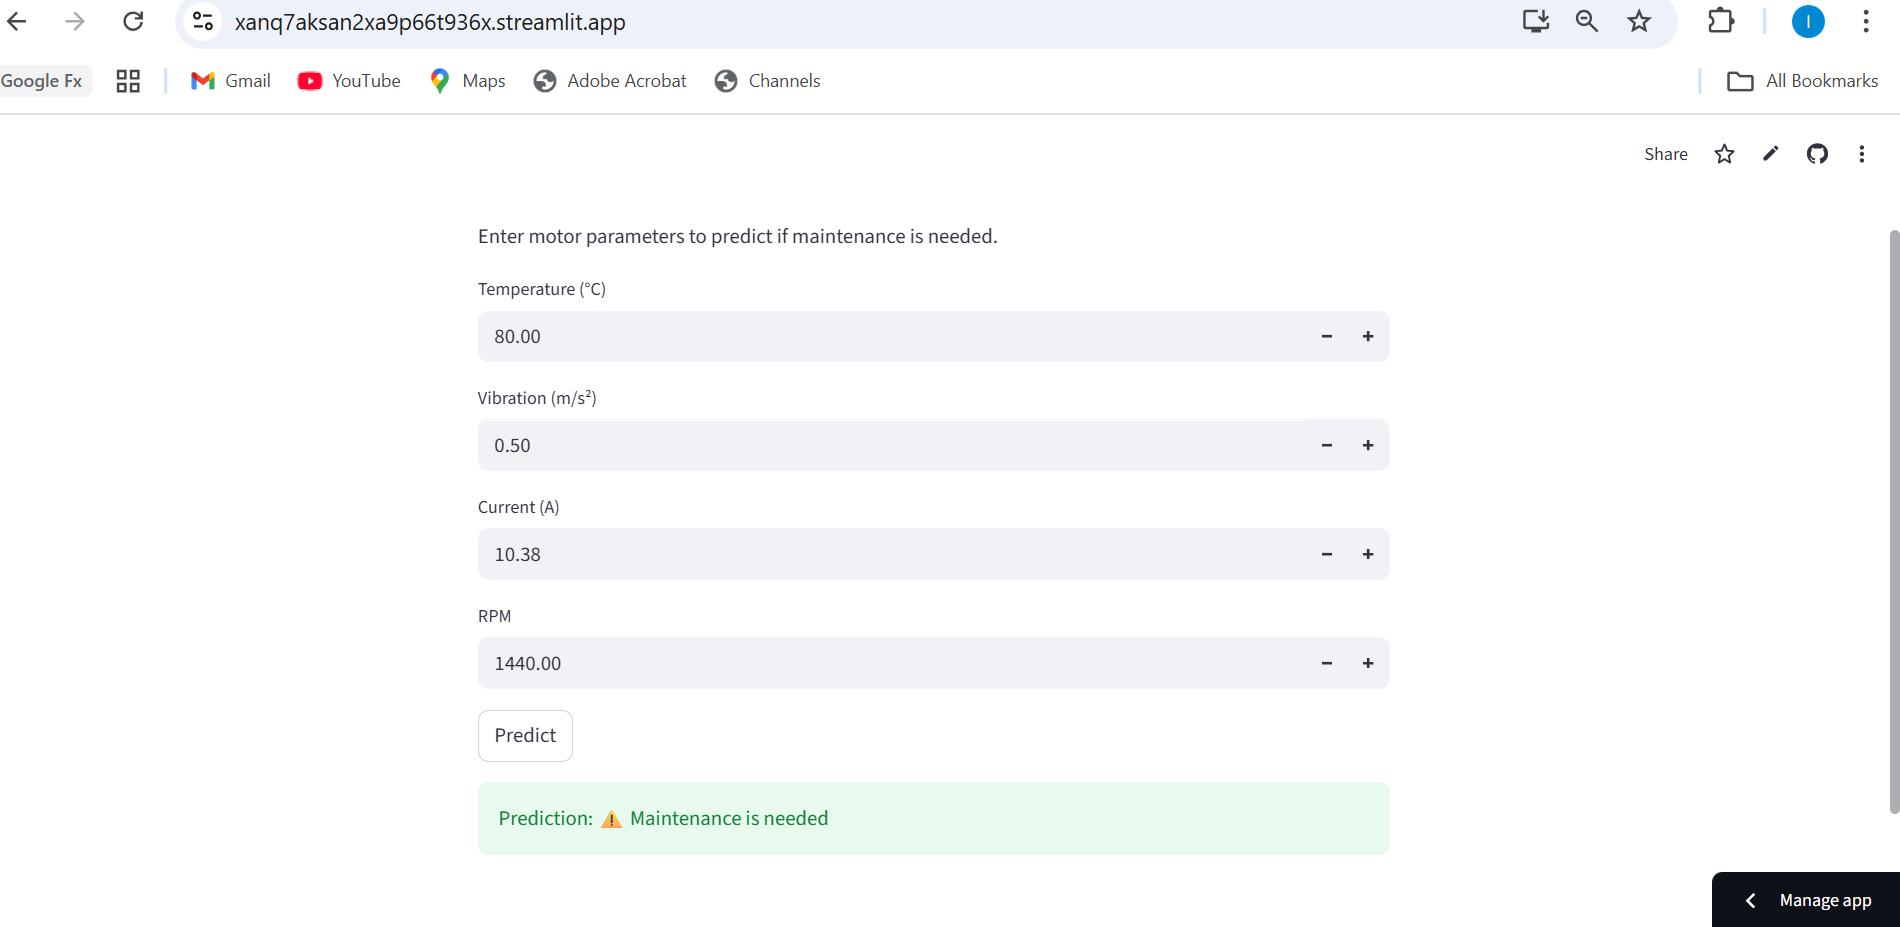 xanq7aksan2xa9p66t936x.streamlit.app
I
Google Fx
Gmail
YouTube
Maps
Adobe Acrobat
Channels
All Bookmarks
Share
Enter motor parameters to predict if maintenance is needed.
Temperature (°C)
80.00
Vibration (m/s²)
0.50
Current (A)
10.38
RPM
1440.00
Predict
Prediction: ⚠️ Maintenance is needed
Manage app